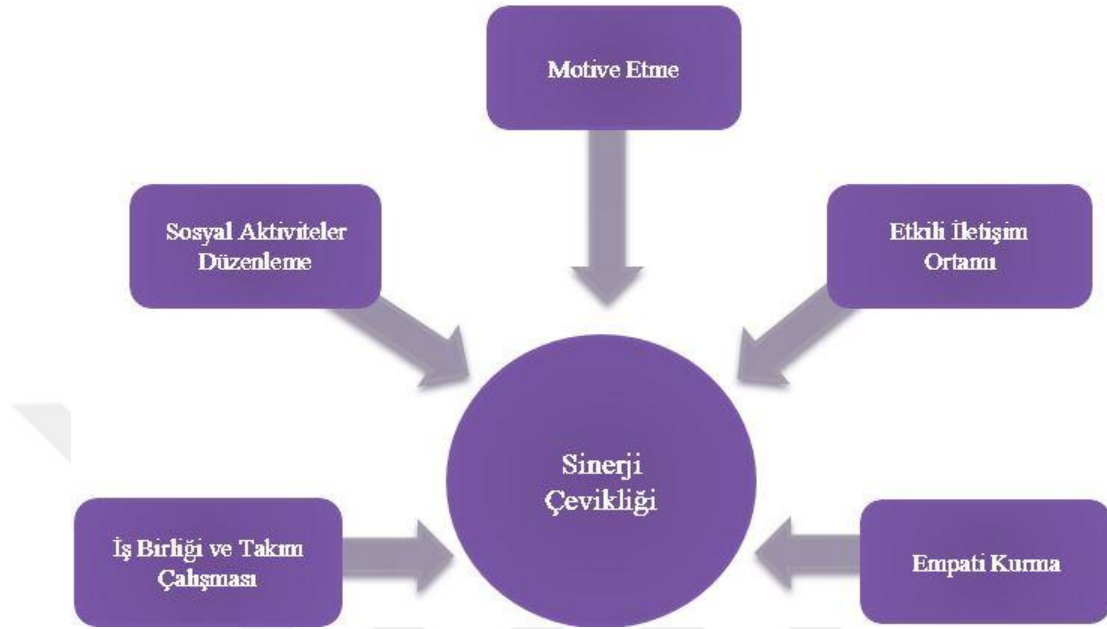 Motive Etme
Sosyal Aktiviteler
Düzenleme
Etkili İletişim
Ortamı
Sinerji
Çevikliği
İş Birliği ve Takım
Çalışması
Empati Kurma